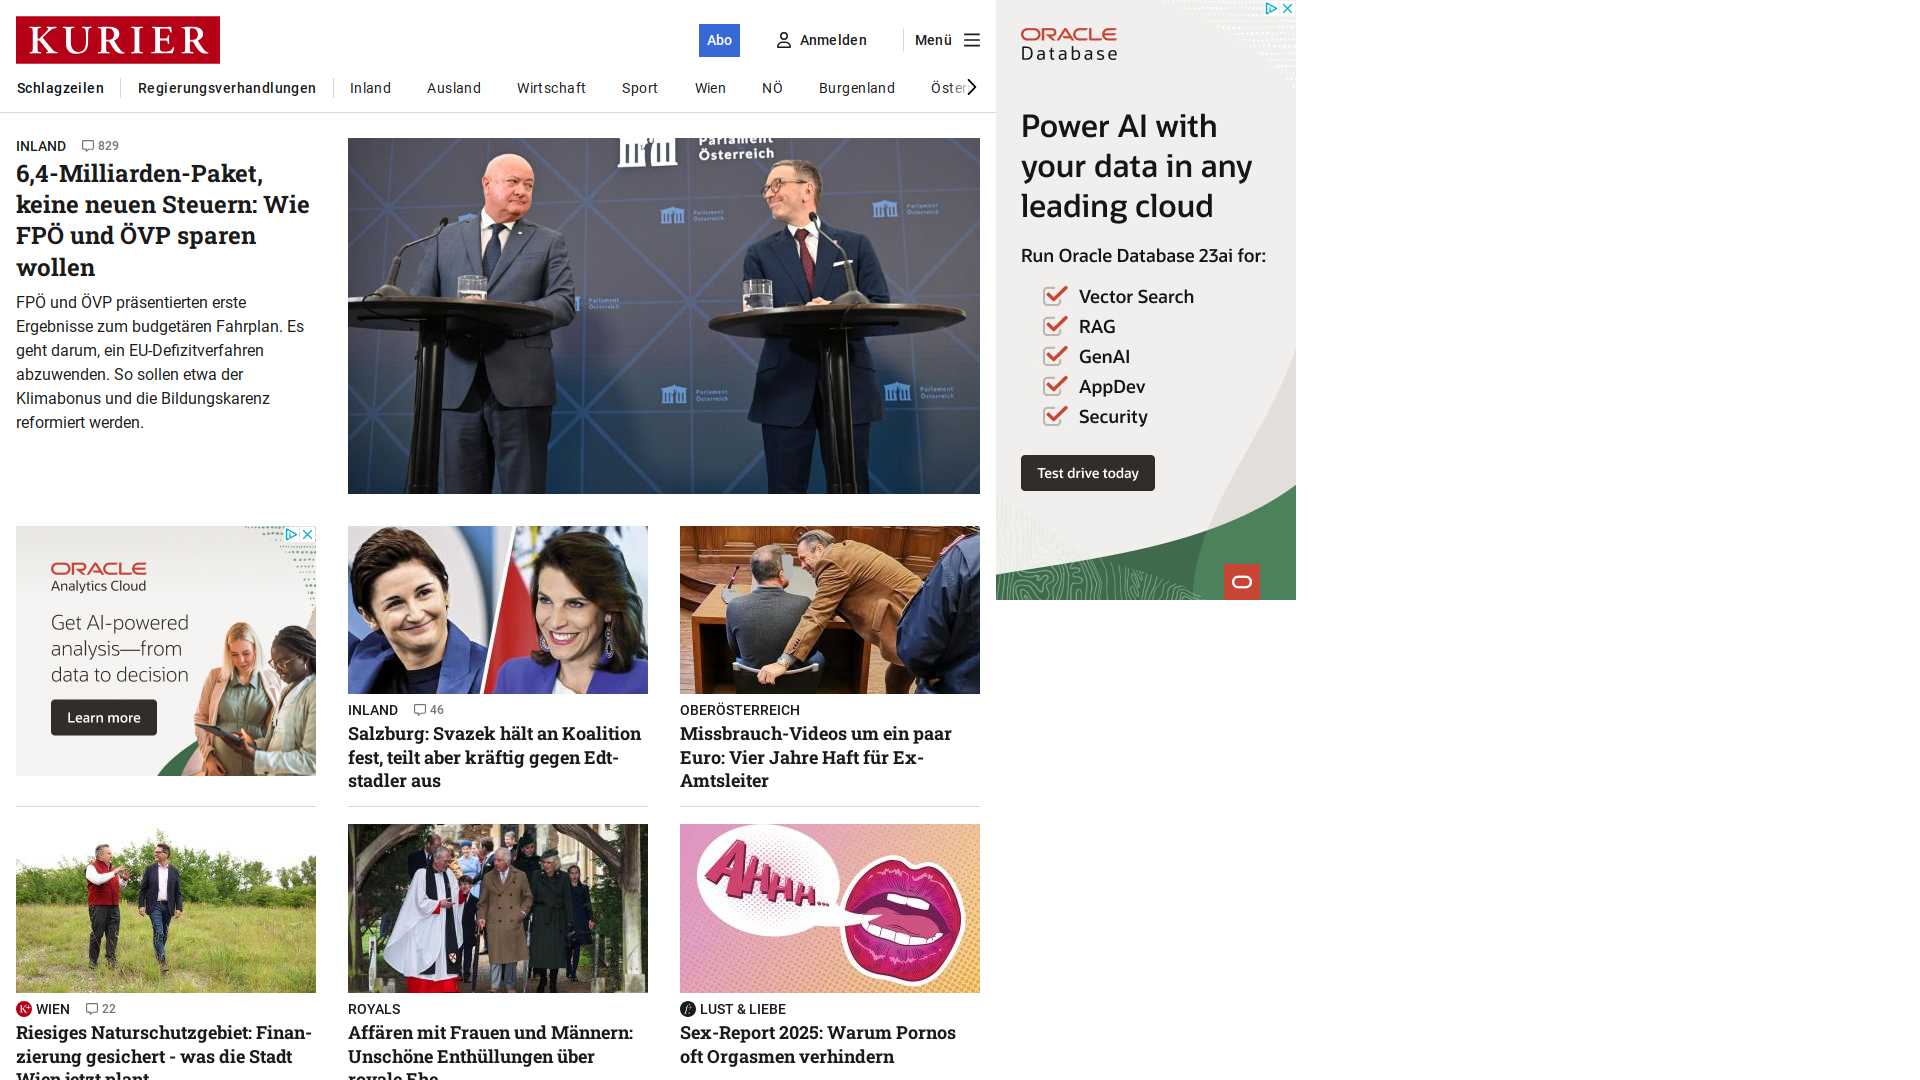 KURIER
Abo
Anmelden
Menü
Schlagzeilen
Regierungsverhandlungen
Inland
Ausland
Wirtschaft
Sport
Wien
NÖ
Burgenland
Öster
INLAND 829
6,4-Milliarden-Paket,
keine neuen Steuern: Wie
FPÖ und ÖVP sparen
wollen
FPÖ und ÖVP präsentierten erste
Ergebnisse zum budgetären Fahrplan. Es
geht darum, ein EU-Defizitverfahren
abzuwenden. So sollen etwa der
Klimabonus und die Bildungskarenz
reformiert werden.
Parlament
Österreich
ORACLE
Database
Power AI with
your data in any
leading cloud
Run Oracle Database 23ai for:
Vector Search
RAG
GenAI
AppDev
Security
Test drive today
ORACLE
Analytics Cloud
Get AI-powered
analysis—from
data to decision
Learn more
INLAND 46
Salzburg: Svazek hält an Koalition
fest, teilt aber kräftig gegen Edt-
stadler aus
OBERÖSTERREICH
Missbrauch-Videos um ein paar
Euro: Vier Jahre Haft für Ex-
Amtsleiter
WIEN 22
Riesiges Naturschutzgebiet: Finan-
zierung gesichert - was die Stadt
Wien jetzt plant
ROYALS
Affären mit Frauen und Männern:
Unschöne Enthüllungen über
royale Ehe
AHHH...
LUST & LIEBE
Sex-Report 2025: Warum Pornos
oft Orgasmen verhindern